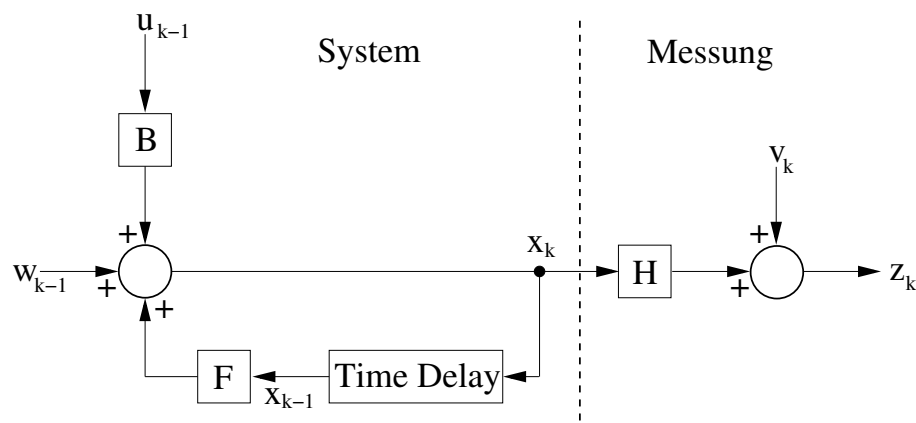 u k−1
System
Messung
B
v k
+
+
x k
w k−1
+
+
H
+
z k
F
x k−1
Time Delay